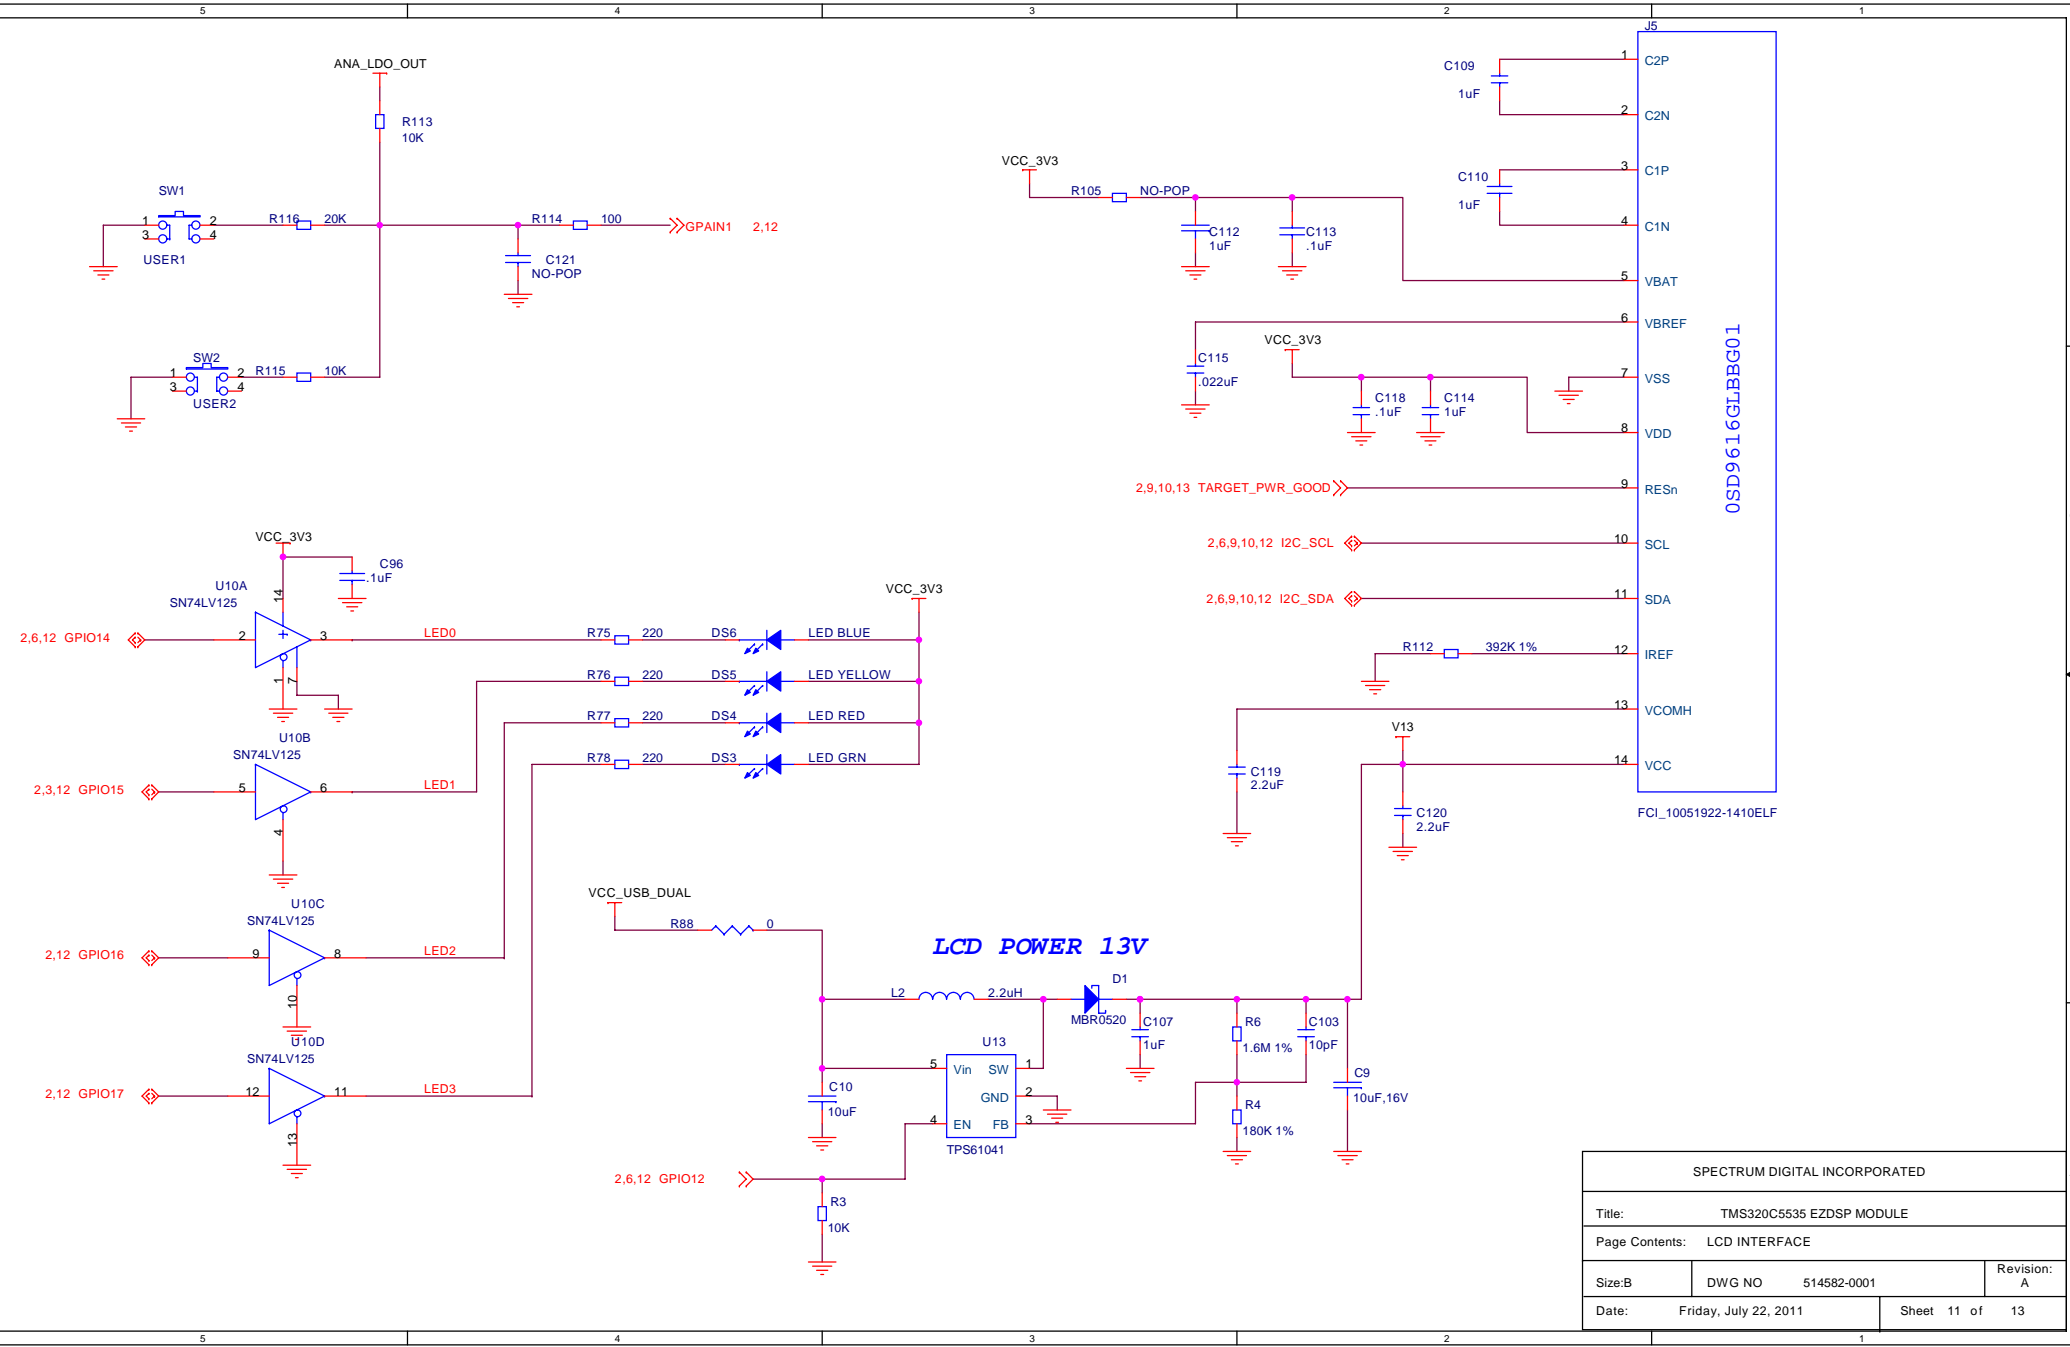 5 4 3 2 1
ANA_LDO_OUT
R113
10K
SW1
1 2
3 4
USER1
R116 20K
R114 100
GPAIN1 2,12
C121
NO-POP
SW2
1 2
3 4
USER2
R115 10K
J5
C109
1uF
1 C2P
2 C2N
C110
1uF
3 C1P
4 C1N
VCC_3V3
R105 NO-POP
C112
1uF
C113
.1uF
5 VBAT
6 VBREF
C115
.022uF
VCC_3V3
C118
.1uF
C114
1uF
7 VSS
8 VDD
2,9,10,13 TARGET_PWR_GOOD
9 RESn
2,6,9,10,12 I2C_SCL
10 SCL
2,6,9,10,12 I2C_SDA
11 SDA
R112 392K 1%
12 IREF
13 VCOMH
C119
2.2uF
V13
14 VCC
C120
2.2uF
0SD9616GLBBBG01
FCI_10051922-1410ELF
VCC_3V3
C96
.1uF
U10A
SN74LV125
14
2,6,12 GPIO14
2 3
1 7
LED0
R75 220 DS6 LED BLUE
VCC_3V3
R76 220 DS5 LED YELLOW
R77 220 DS4 LED RED
R78 220 DS3 LED GRN
U10B
SN74LV125
2,3,12 GPIO15
5 6
4
LED1
U10C
SN74LV125
2,12 GPIO16
9 8
10
LED2
U10D
SN74LV125
2,12 GPIO17
12 11
13
LED3
VCC_USB_DUAL
R88 0
LCD POWER 13V
L2 2.2uH
D1
MBR0520
C107
1uF
R6
1.6M 1%
C103
10pF
C9
10uF,16V
R4
180K 1%
U13
5 Vin SW 1
GND 2
4 EN FB 3
TPS61041
C10
10uF
2,6,12 GPIO12
R3
10K
SPECTRUM DIGITAL INCORPORATED
Title: TMS320C5535 EZDSP MODULE
Page Contents: LCD INTERFACE
Size:B DWG NO 514582-0001 Revision:
A
Date: Friday, July 22, 2011 Sheet 11 of 13
5 4 3 2 1